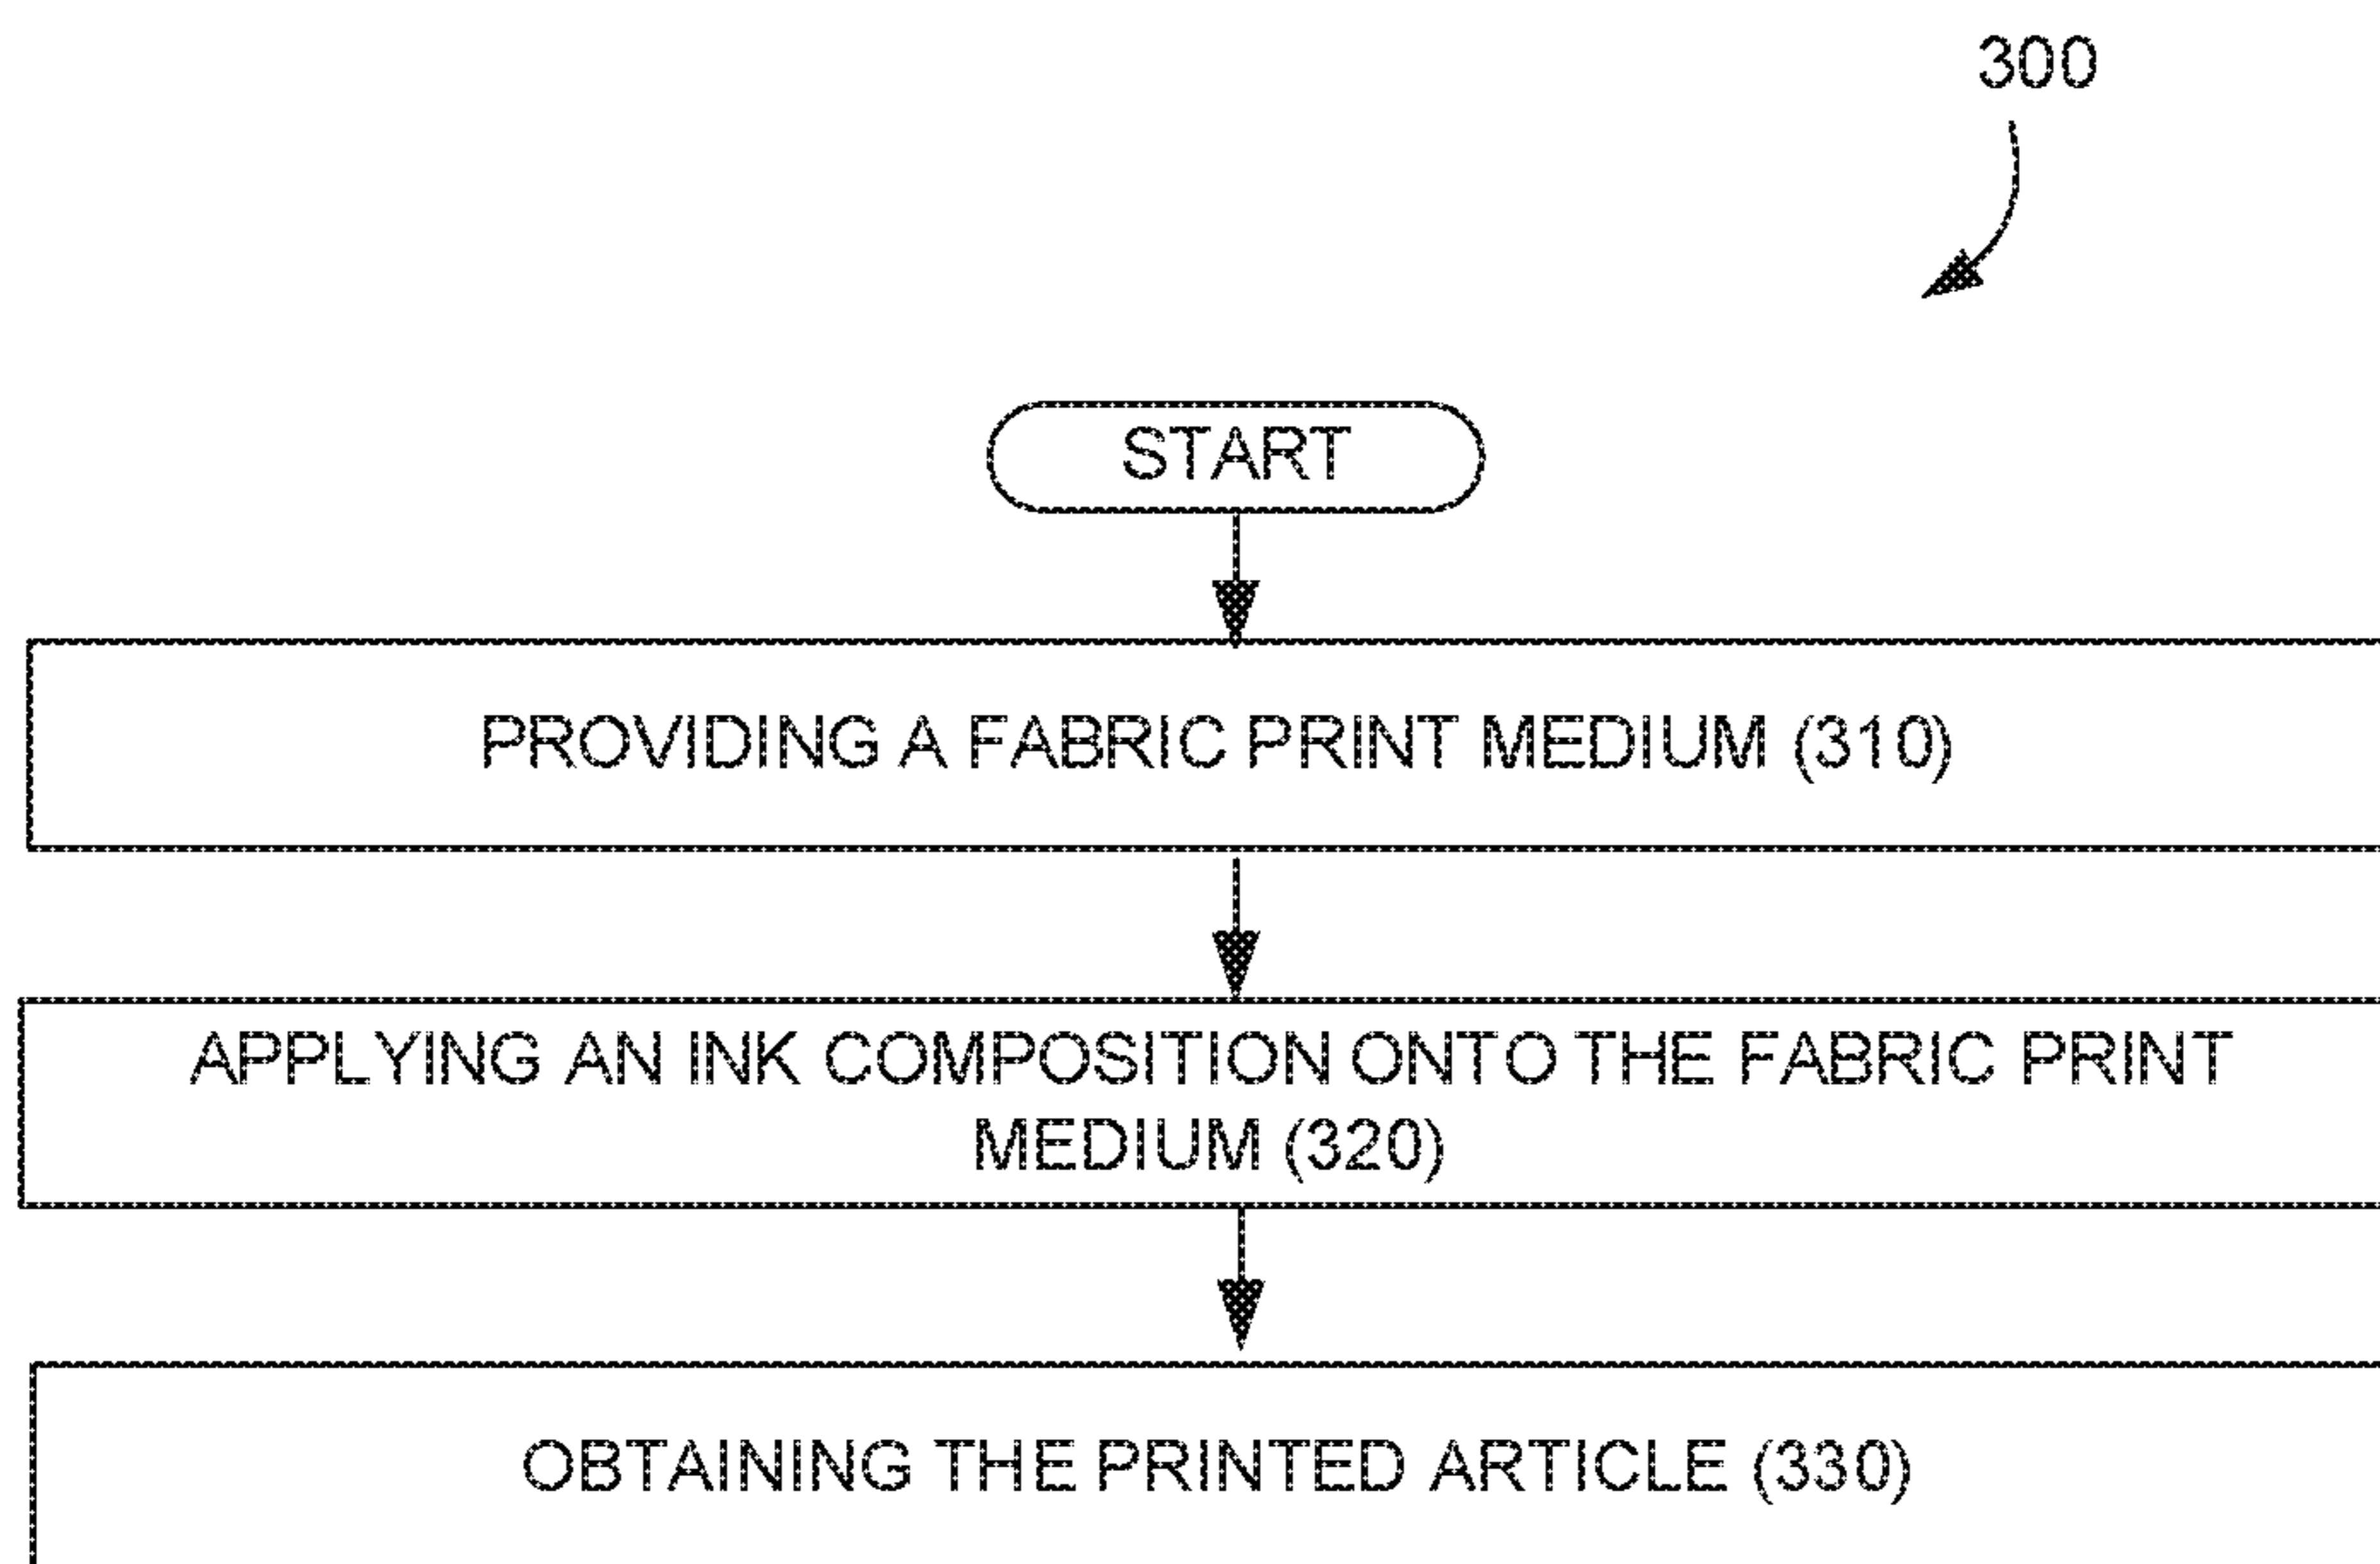 300
START
PROVIDING A FABRIC PRINT MEDIUM (310)
APPLYING AN INK COMPOSITION ONTO THE FABRIC PRINT
MEDIUM (320)
OBTAINING THE PRINTED ARTICLE (330)